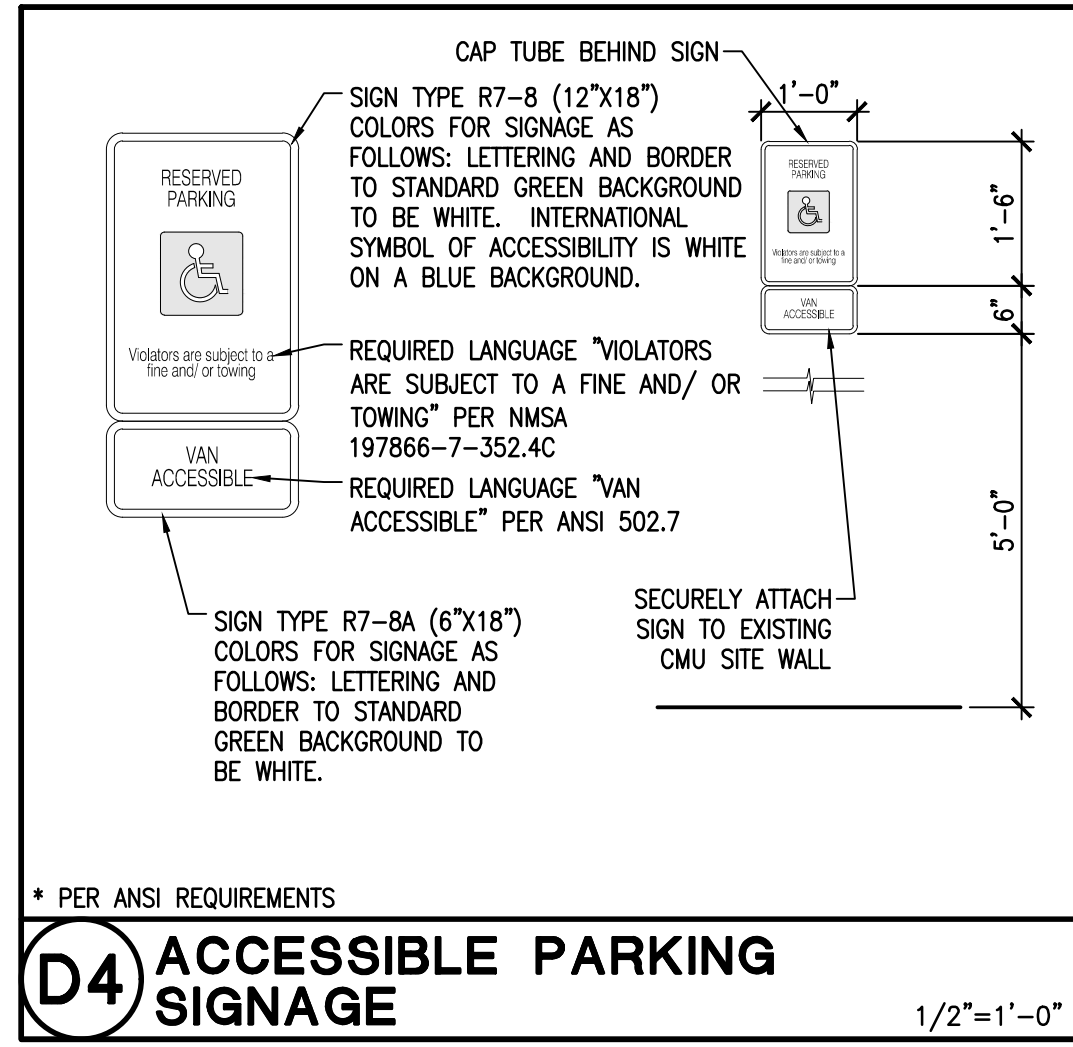 CAP TUBE BEHIND SIGN
SIGN TYPE R7-8 (12"X18")
COLORS FOR SIGNAGE AS
FOLLOWS: LETTERING AND BORDER
TO STANDARD GREEN BACKGROUND
TO BE WHITE. INTERNATIONAL
SYMBOL OF ACCESSIBILITY IS WHITE
ON A BLUE BACKGROUND.
RESERVED
PARKING
Violators are subject to a
fine and/ or towing
VAN
ACCESSIBLE
REQUIRED LANGUAGE "VIOLATORS
ARE SUBJECT TO A FINE AND/ OR
TOWING" PER NMSA
197866-7-352.4C
REQUIRED LANGUAGE "VAN
ACCESSIBLE" PER ANSI 502.7
SIGN TYPE R7-8A (6"X18")
COLORS FOR SIGNAGE AS
FOLLOWS: LETTERING AND
BORDER TO STANDARD
GREEN BACKGROUND TO
BE WHITE.
1'-0"
RESERVED
PARKING
Violators are subject to a
fine and/ or towing
VAN
ACCESSIBLE
1'-6"
6"
5'-0"
SECURELY ATTACH
SIGN TO EXISTING
CMU SITE WALL
* PER ANSI REQUIREMENTS
D4
ACCESSIBLE PARKING
SIGNAGE
1/2"=1'-0"